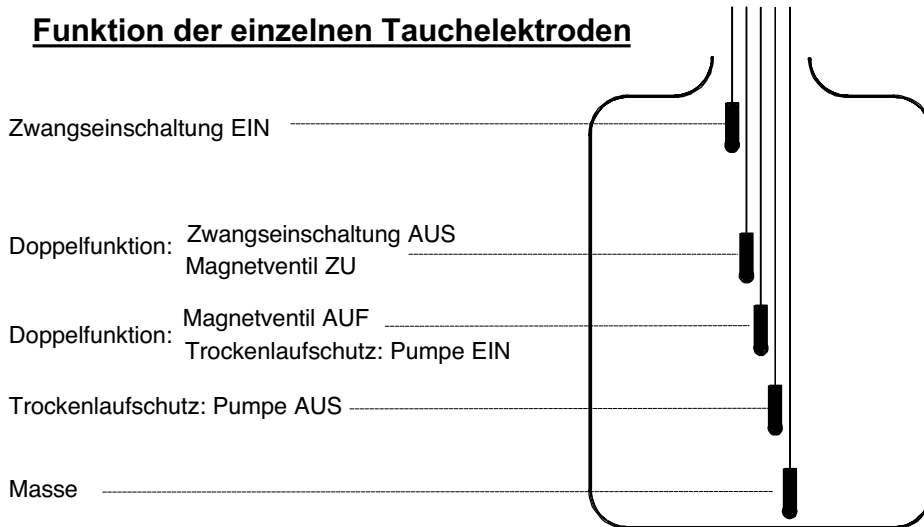 Funktion der einzelnen Tauchelektroden
Zwangseinschaltung EIN
Doppelfunktion: Zwangseinschaltung AUS
Magnetventil ZU
Doppelfunktion: Magnetventil AUF
Trockenlaufschutz: Pumpe EIN
Trockenlaufschutz: Pumpe AUS
Masse